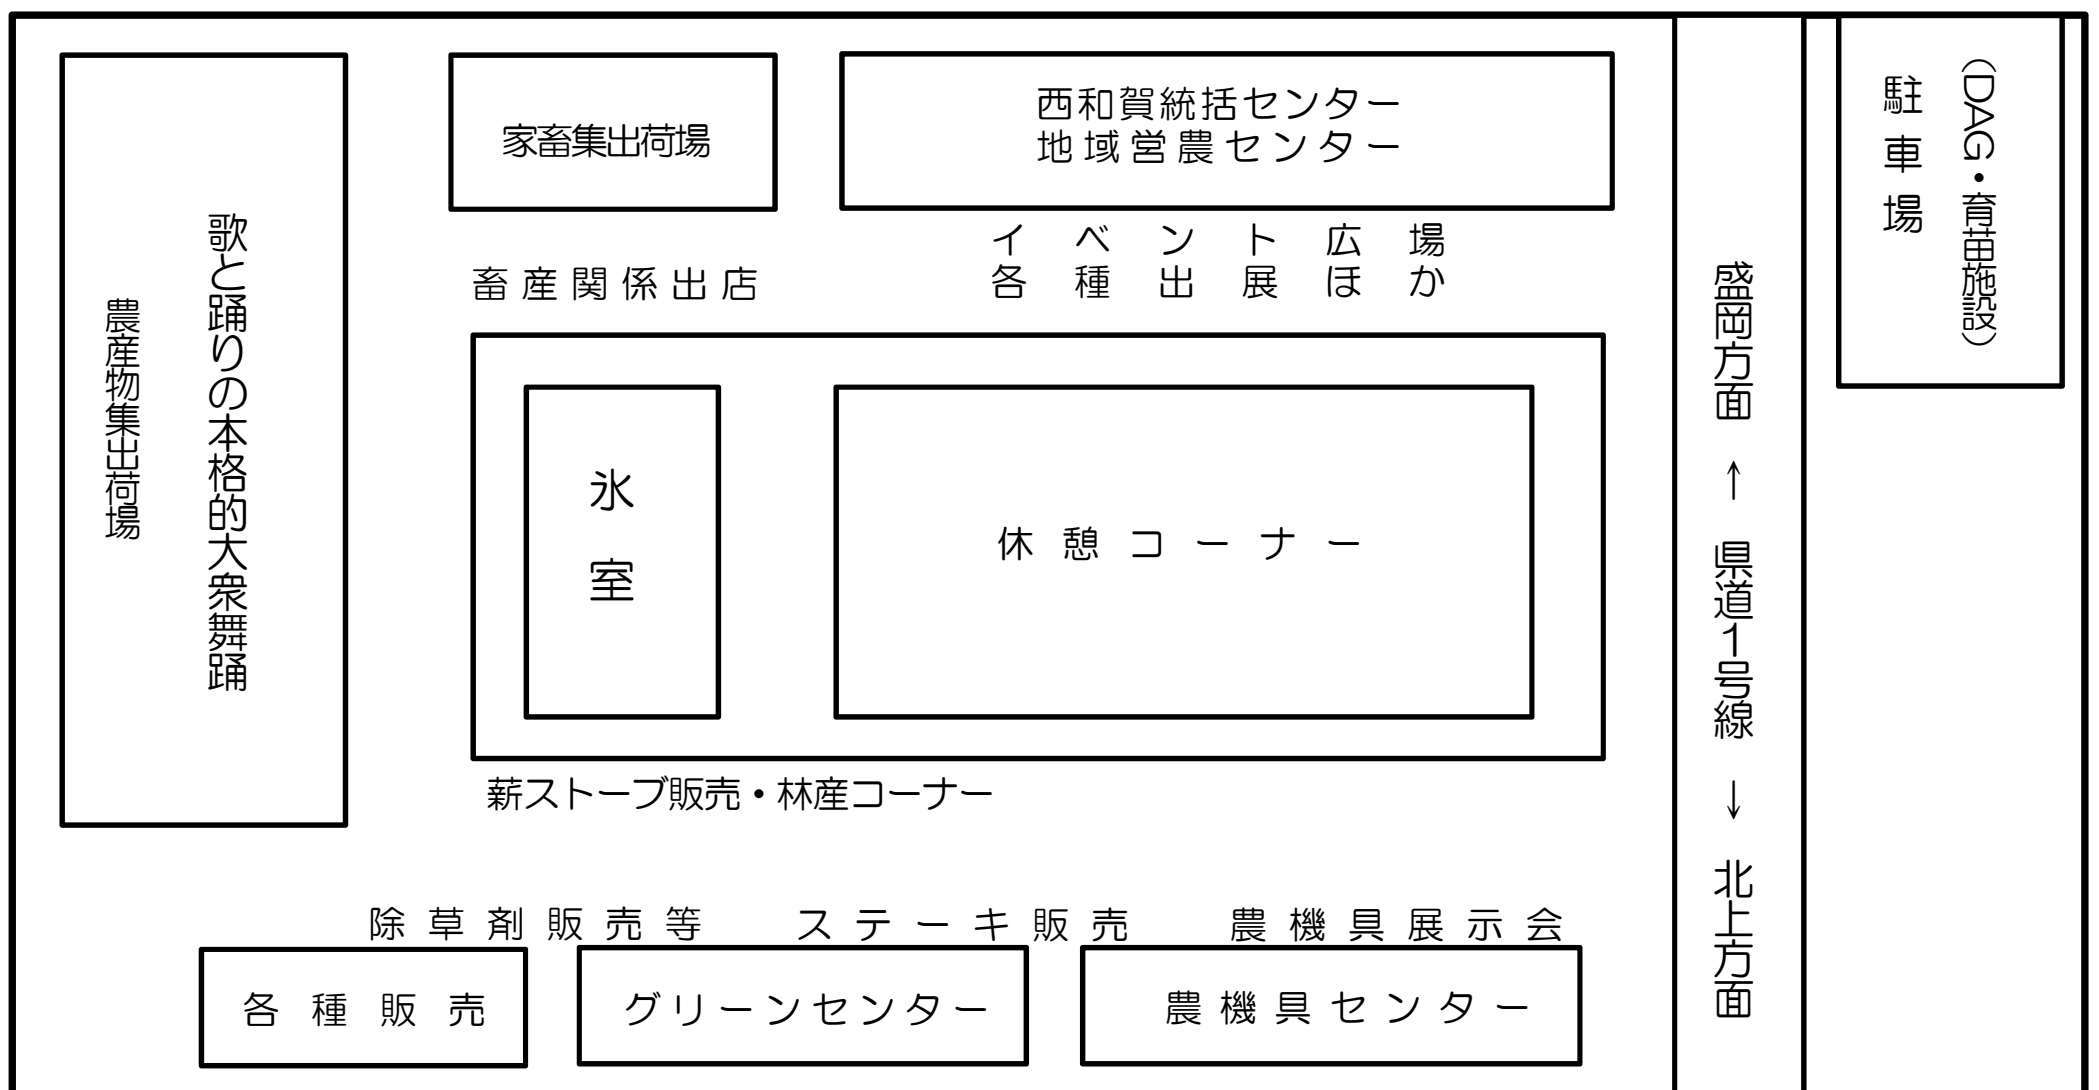 家畜集出荷場
西和賀統括センター
地域営農センター
駐車場
(DAG・育苗施設)
歌と踊りの本格的大衆舞踊
農産物集出荷場
畜産関係出店
イベント広場
各種出展ほか
盛岡方面 ↑ 県道1号線 ↓ 北上方面
氷室
休憩コーナー
薪ストーブ販売・林産コーナー
除草剤販売等 ステーキ販売 農機具展示会
各種販売
グリーンセンター
農機具センター